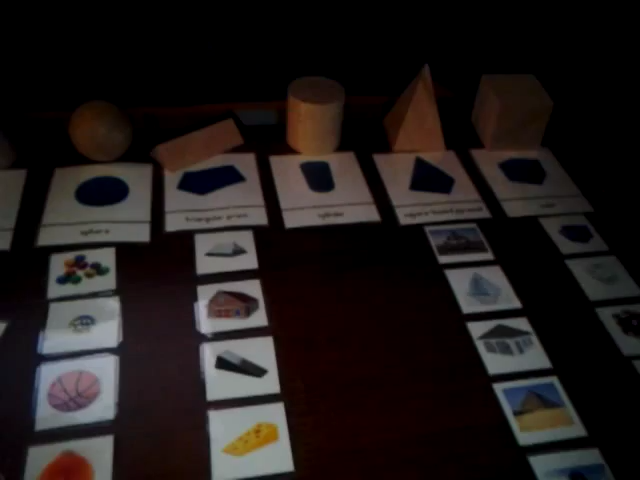 sphere
triangular prism
cylinder
square based pyramid
cube